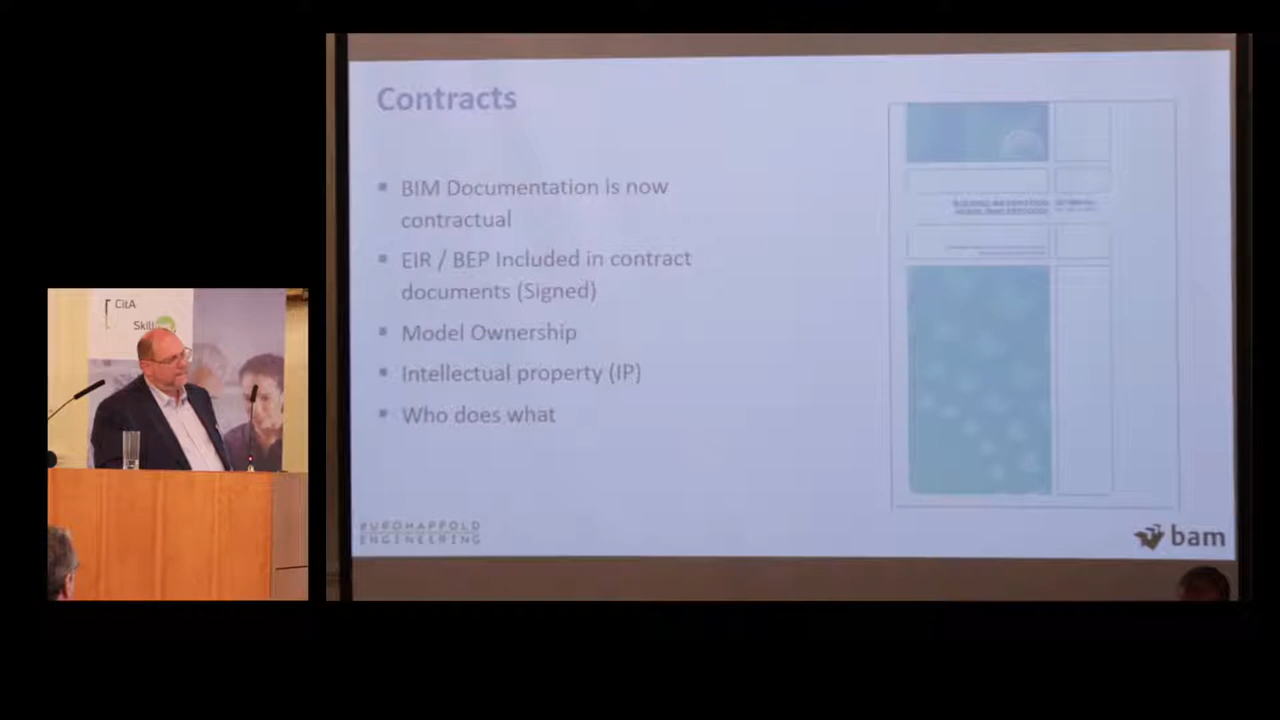 Contracts
BIM Documentation is now
contractual
EIR / BEP Included in contract
documents (Signed)
Model Ownership
Intellectual property (IP)
Who does what
BUROHAPPOLD
ENGINEERING
bam
CitA
Skill